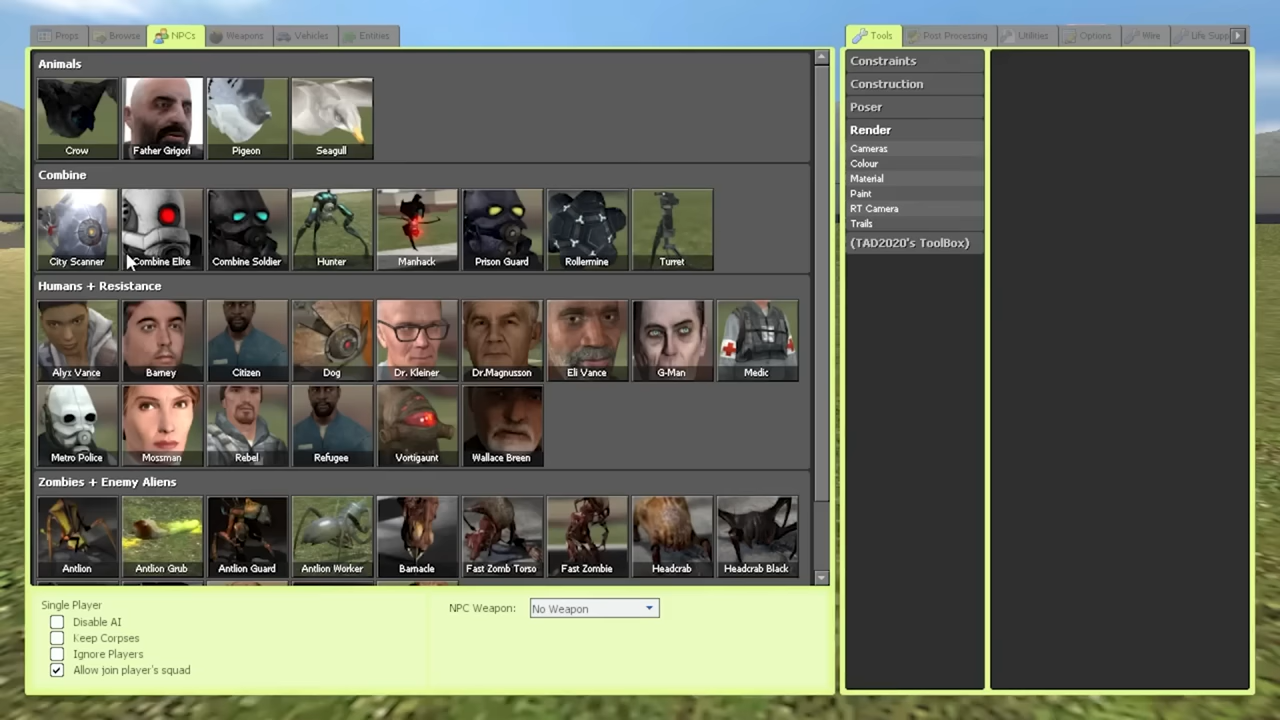 Props Browse NPCs Weapons Vehicles Entities
Animals
Crow Father Grigori Pigeon Seagull
Combine
City Scanner Combine Elite Combine Soldier Hunter Manhack Prison Guard Rollermine Turret
Humans + Resistance
Alyx Vance Barney Citizen Dog Dr. Kleiner Dr.Magnusson Eli Vance G-Man Medic
Metro Police Mossman Rebel Refugee Vortigaunt Wallace Breen
Zombies + Enemy Aliens
Antlion Antlion Grub Antlion Guard Antlion Worker Barnacle Fast Zomb Torso Fast Zombie Headcrab Headcrab Black
Single Player
Disable AI
Keep Corpses
Ignore Players
Allow join player's squad
NPC Weapon: No Weapon
Tools Post Processing Utilities Options Wire Life Supp
Constraints
Construction
Poser
Render
Cameras
Colour
Material
Paint
RT Camera
Trails
(TAD2020's ToolBox)